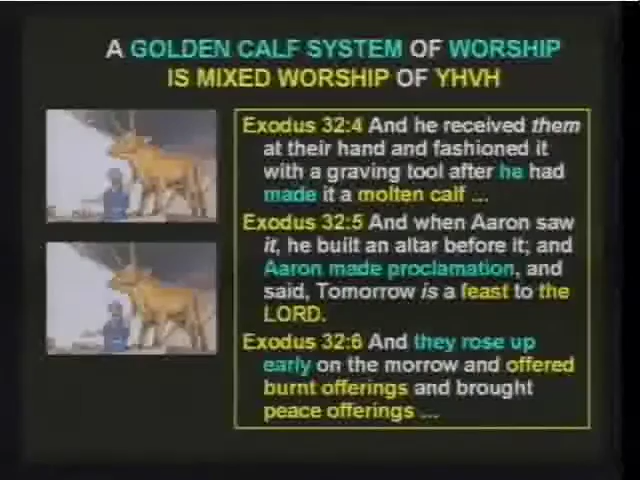 A GOLDEN CALF SYSTEM OF WORSHIP
IS MIXED WORSHIP OF YHVH
Exodus 32:4 And he received them
at their hand and fashioned it
with a graving tool after he had
made it a molten calf ...
Exodus 32:5 And when Aaron saw
it, he built an altar before it; and
Aaron made proclamation, and
said, Tomorrow is a feast to the
LORD.
Exodus 32:6 And they rose up
early on the morrow and offered
burnt offerings and brought
peace offerings ...